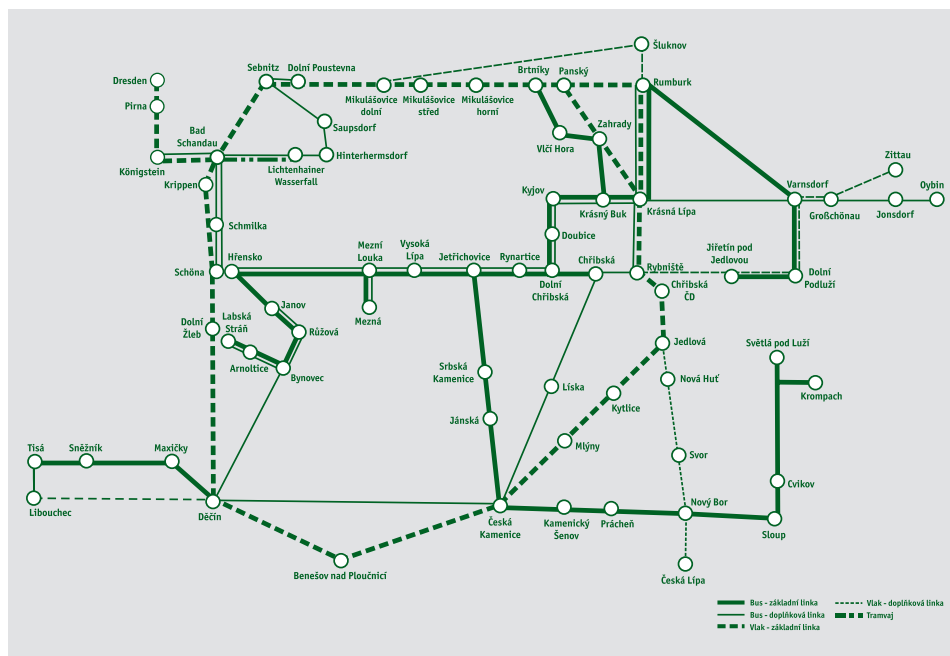 Šluknov
Sebnitz
Dolní Poustevna
Brtníky
Panský
Dresden
Rumburk
Mikulášovice
dolní
Mikulášovice
střed
Mikulášovice
horní
Pirna
Saupsdorf
Zahrady
Bad
Schandau
Vlčí Hora
Hinterhermsdorf
Zittau
Königstein
Lichtenhainer
Wasserfall
Krippen
Kyjov
Varnsdorf
Oybin
Krásný Buk
Krásná Lípa
Großchönau
Jonsdorf
Schmilka
Doubice
Mezní
Louka
Vysoká
Lípa
Jiřetín pod
Jedlovou
Hřensko
Jetřichovice
Rynartice
Chřibská
Schöna
Rybniště
Dolní
Chřibská
Dolní
Podluží
Chřibská
ČD
Janov
Mezná
Labská
Stráň
Dolní
Žleb
Růžová
Jedlová
Světlá pod Luží
Arnoltice
Bynovec
Srbská
Kamenice
Líska
Nová Huť
Krompach
Kytlice
Jánská
Mlýny
Tisá
Sněžník
Maxičky
Svor
Cvikov
Libouchec
Děčín
Nový Bor
Česká
Kamenice
Kamenický
Šenov
Prácheň
Sloup
Benešov nad Ploučnicí
Česká Lípa
Bus - základní linka
Vlak - doplňková linka
Bus - doplňková linka
Tramvaj
Vlak - základní linka